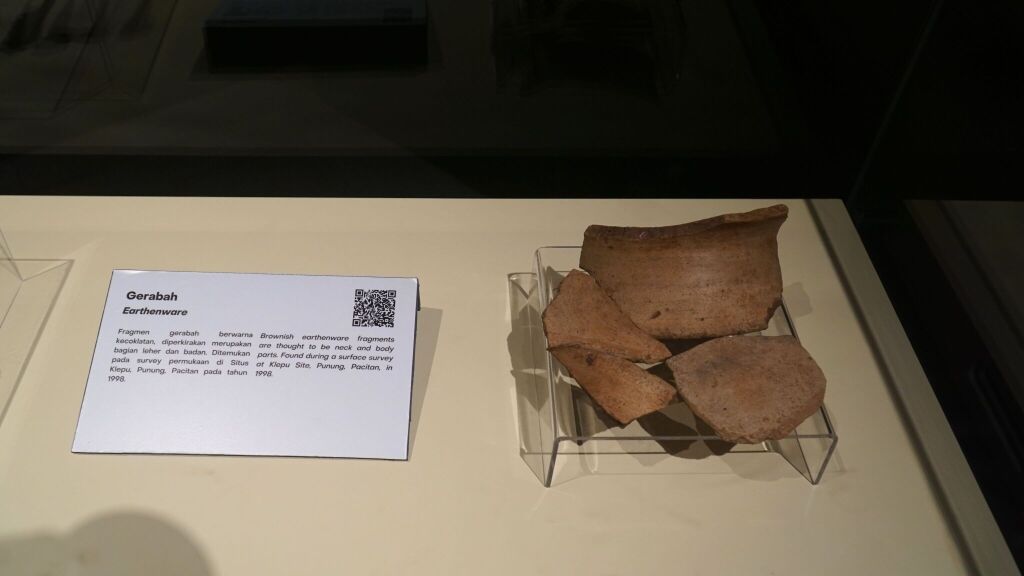 Gerabah
Earthenware
Fragmen gerabah berwarna
kecoklatan, diperkirakan merupakan
bagian leher dan badan. Ditemukan
pada survey permukaan di Situs
Klepu, Punung, Pacitan pada tahun
1998.
Brownish earthenware fragments
are thought to be neck and body
parts. Found during a surface survey
at Klepu Site, Punung, Pacitan, in
1998.